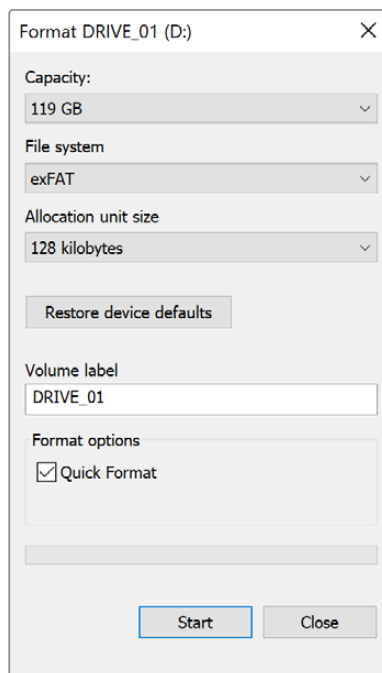 Format DRIVE_01 (D:)
Capacity:
119 GB
File system
exFAT
Allocation unit size
128 kilobytes
Restore device defaults
Volume label
DRIVE_01
Format options
Quick Format
Start
Close